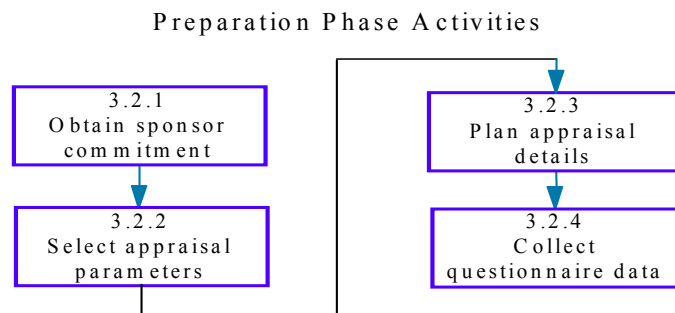 Preparation Phase Activities
3.2.1
Obtain sponsor
commitment
3.2.2
Select appraisal
parameters
3.2.3
Plan appraisal
details
3.2.4
Collect
questionnaire data